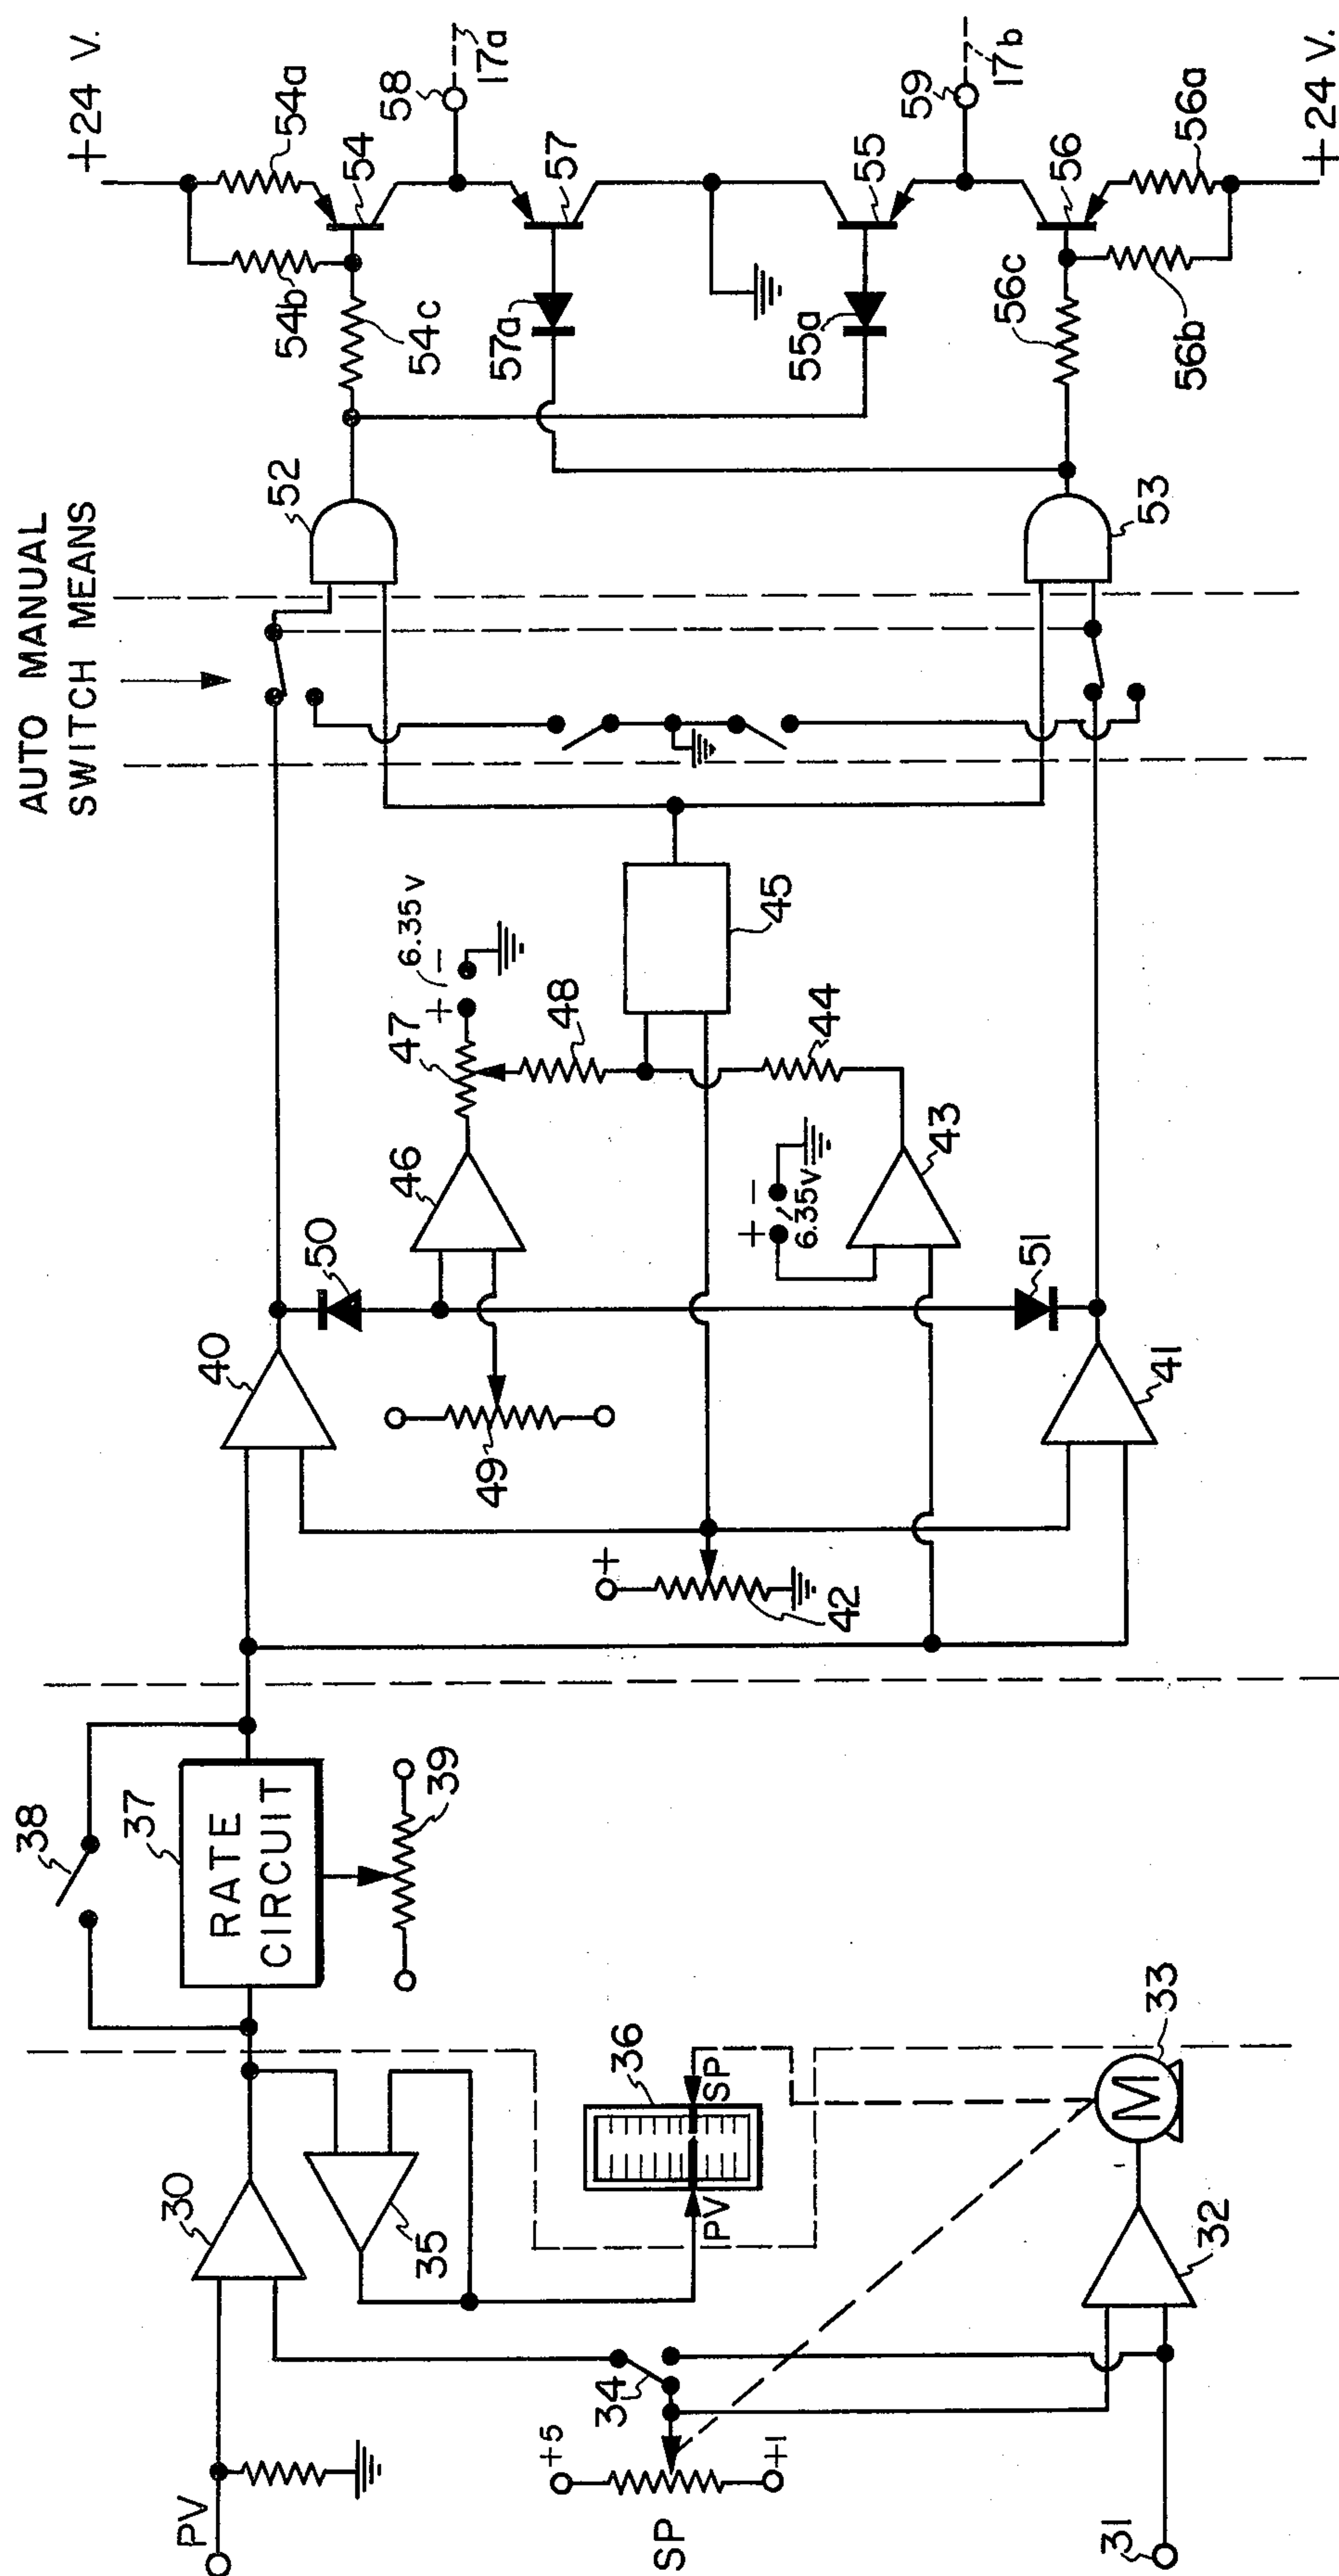 AUTO MANUAL
SWITCH MEANS
+24 V.
54a
54
54b
54c
58
17a
57
57a
52
55
55a
59
17b
56
56a
56b
56c
+24 V.
53
6.35v
+ −
47
48
45
46
44
+ −
6.35v
43
50
51
40
41
49
+
42
38
37
RATE
CIRCUIT
39
36
SP
PV
33
M
30
35
32
34
PV
+5
+1
SP
31